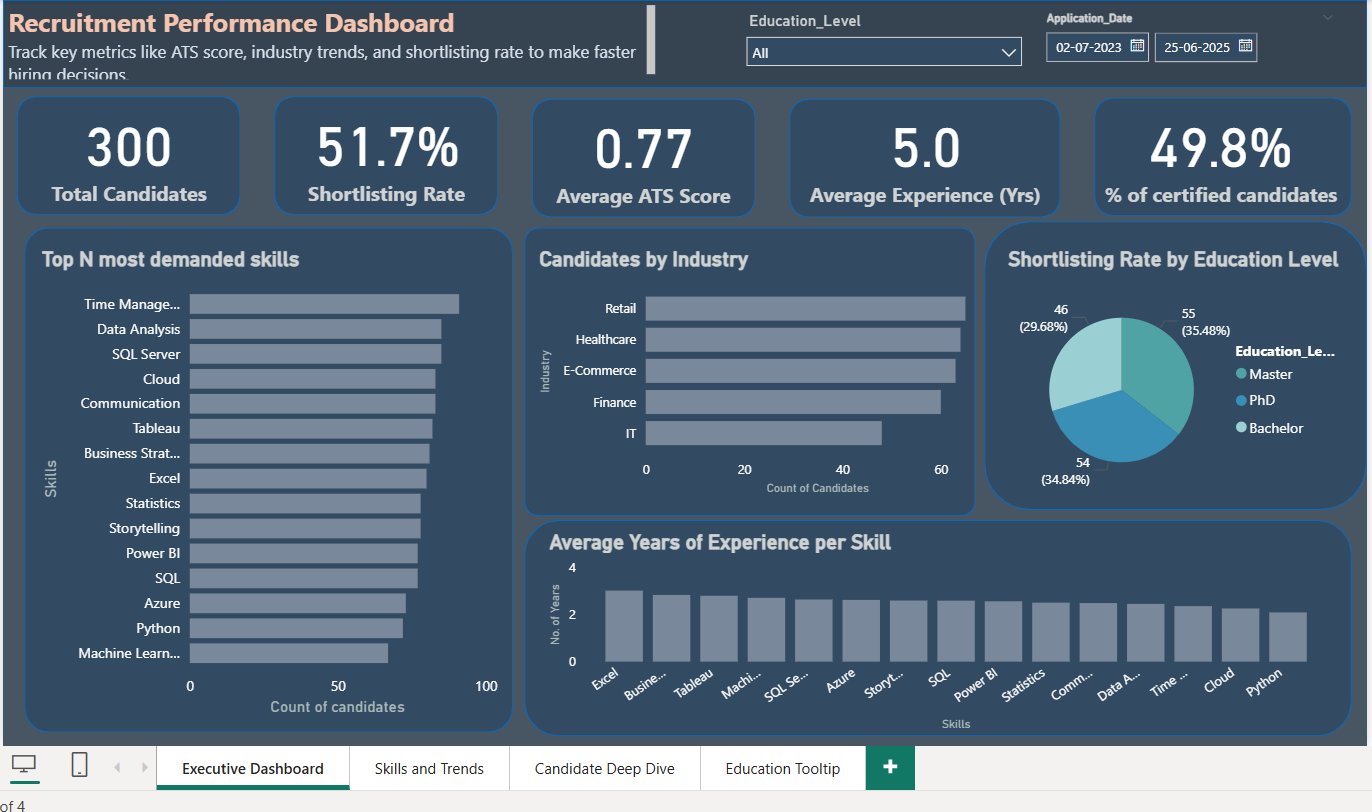 Recruitment Performance Dashboard
Track key metrics like ATS score, industry trends, and shortlisting rate to make faster
hiring decisions.
Education_Level
All
Application_Date
02-07-2023
25-06-2025
300
Total Candidates
51.7%
Shortlisting Rate
0.77
Average ATS Score
5.0
Average Experience (Yrs)
49.8%
% of certified candidates
Top N most demanded skills
Skills
Time Manage...
Data Analysis
SQL Server
Cloud
Communication
Tableau
Business Strat...
Excel
Statistics
Storytelling
Power BI
SQL
Azure
Python
Machine Learn...
0 50 100
Count of candidates
Candidates by Industry
Industry
Retail
Healthcare
E-Commerce
Finance
IT
0 20 40 60
Count of Candidates
Shortlisting Rate by Education Level
46
(29.68%)
55
(35.48%)
54
(34.84%)
Education_Le...
Master
PhD
Bachelor
Average Years of Experience per Skill
No. of Years
4
2
0
Excel Busine... Tableau Machi... SQL Se... Azure Storyt... SQL Power BI Statistics Comm... Data A... Time ... Cloud Python
Skills
Executive Dashboard
Skills and Trends
Candidate Deep Dive
Education Tooltip
+
of 4